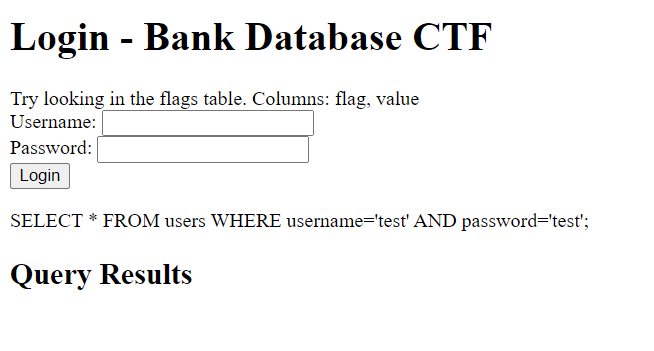 Login - Bank Database CTF
Try looking in the flags table. Columns: flag, value
Username:
Password:
Login
SELECT * FROM users WHERE username='test' AND password='test';
Query Results